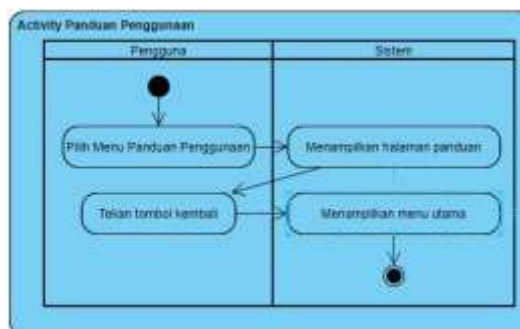 Activity Panduan Penggunaan
Pengguna
Sistem
Pilih Menu Panduan Penggunaan
Menampilkan halaman panduan
Tekan tombol kembali
Menampilkan menu utama